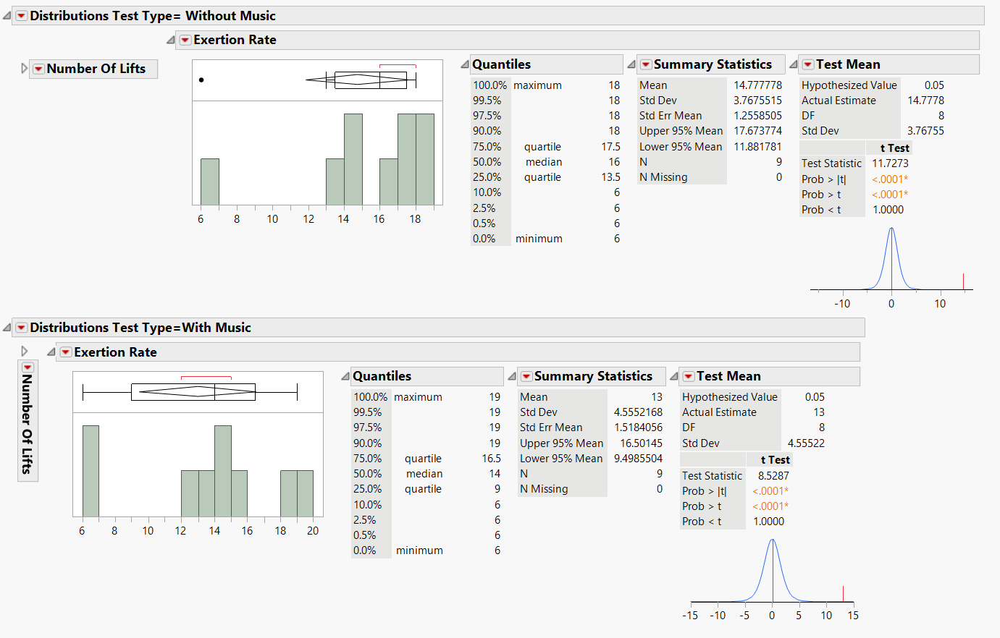 Distributions Test Type= Without Music
Number Of Lifts
Exertion Rate
6 8 10 12 14 16 18
Quantiles
100.0% maximum 18
99.5% 18
97.5% 18
90.0% 18
75.0% quartile 17.5
50.0% median 16
25.0% quartile 13.5
10.0% 6
2.5% 6
0.5% 6
0.0% minimum 6
Summary Statistics
Mean 14.777778
Std Dev 3.7675515
Std Err Mean 1.2558505
Upper 95% Mean 17.673774
Lower 95% Mean 11.881781
N 9
N Missing 0
Test Mean
Hypothesized Value 0.05
Actual Estimate 14.7778
DF 8
Std Dev 3.76755
t Test
Test Statistic 11.7273
Prob > |t| <.0001*
Prob > t <.0001*
Prob < t 1.0000
-10 0 10
Distributions Test Type=With Music
Number Of Lifts
Exertion Rate
6 8 10 12 14 16 18 20
Quantiles
100.0% maximum 19
99.5% 19
97.5% 19
90.0% 19
75.0% quartile 16.5
50.0% median 14
25.0% quartile 9
10.0% 6
2.5% 6
0.5% 6
0.0% minimum 6
Summary Statistics
Mean 13
Std Dev 4.5552168
Std Err Mean 1.5184056
Upper 95% Mean 16.50145
Lower 95% Mean 9.4985504
N 9
N Missing 0
Test Mean
Hypothesized Value 0.05
Actual Estimate 13
DF 8
Std Dev 4.55522
t Test
Test Statistic 8.5287
Prob > |t| <.0001*
Prob > t <.0001*
Prob < t 1.0000
-15 -10 -5 0 5 10 15